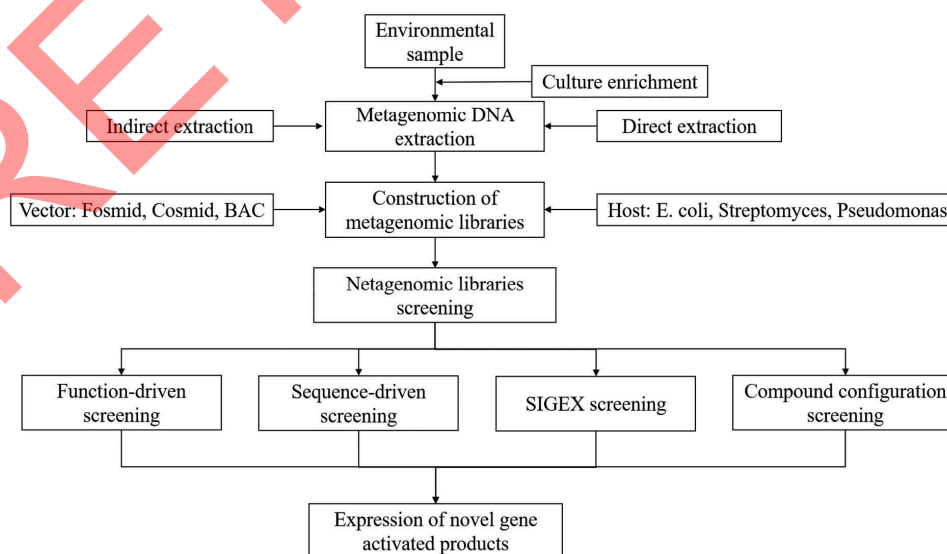 Environmental
sample
Culture enrichment
Indirect extraction
Metagenomic DNA
extraction
Direct extraction
Vector: Fosmid, Cosmid, BAC
Construction of
metagenomic libraries
Host: E. coli, Streptomyces, Pseudomonas
Netagenomic libraries
screening
Function-driven
screening
Sequence-driven
screening
SIGEX screening
Compound configuration
screening
Expression of novel gene
activated products
RET